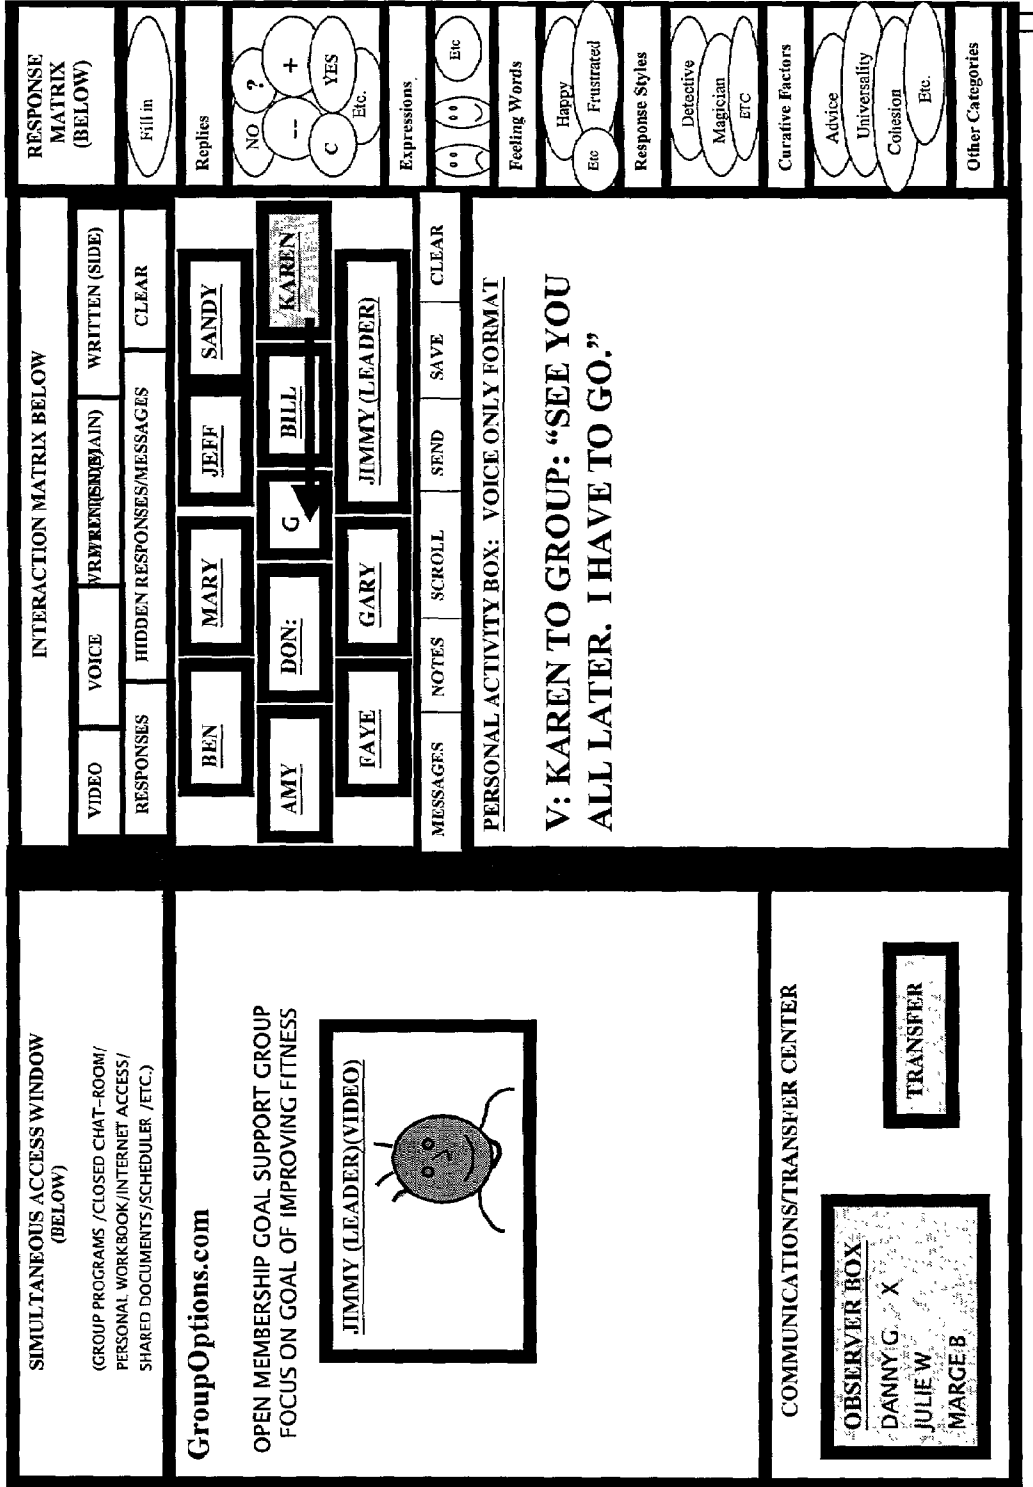 SIMULTANEOUS ACCESS WINDOW
(BELOW)
(GROUP PROGRAMS /CLOSED CHAT-ROOM/
PERSONAL WORKBOOK/INTERNET ACCESS/
SHARED DOCUMENTS/SCHEDULER /ETC.)
GroupOptions.com
OPEN MEMBERSHIP GOAL SUPPORT GROUP
FOCUS ON GOAL OF IMPROVING FITNESS
JIMMY (LEADER)(VIDEO)
COMMUNICATIONS/TRANSFER CENTER
OBSERVER BOX
DANNY G X
JULIE W
MARGE B
TRANSFER
INTERACTION MATRIX BELOW
VIDEO
VOICE
WRITTEN (SIDE)
RESPONSES
HIDDEN RESPONSES/MESSAGES
CLEAR
BEN
MARY
JEFF
SANDY
AMY
DON:
G
BILL
KAREN
FAYE
GARY
JIMMY (LEADER)
MESSAGES
NOTES
SCROLL
SEND
SAVE
CLEAR
PERSONAL ACTIVITY BOX: VOICE ONLY FORMAT
V: KAREN TO GROUP: “SEE YOU
ALL LATER. I HAVE TO GO.”
RESPONSE
MATRIX
(BELOW)
Fill in
Replies
NO
?
--
+
C
YES
Etc.
Expressions
Etc
Feeling Words
Happy
Etc
Frustrated
Response Styles
Detective
Magician
ETC
Curative Factors
Advice
Universality
Cohesion
Etc.
Other Categories